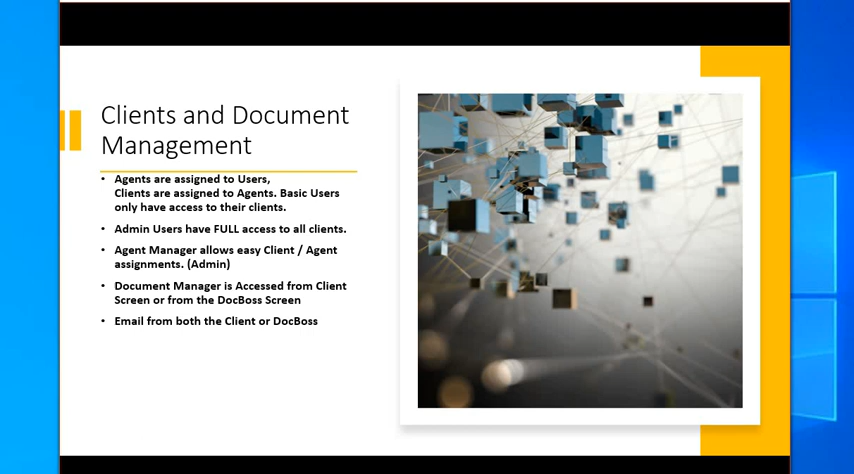 Clients and Document
Management
• Agents are assigned to Users,
Clients are assigned to Agents. Basic Users
only have access to their clients.
• Admin Users have FULL access to all clients.
• Agent Manager allows easy Client / Agent
assignments. (Admin)
• Document Manager is Accessed from Client
Screen or from the DocBoss Screen
• Email from both the Client or DocBoss